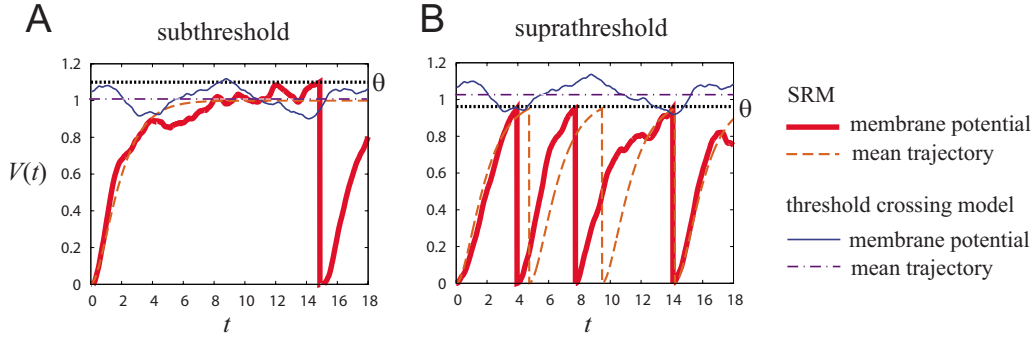 A
subthreshold
1.2
1
0.8
0.6
0.4
0.2
0
V(t)
θ
0 2 4 6 8 10 12 14 16 18
t
B
suprathreshold
1.2
1
0.8
0.6
0.4
0.2
0
θ
0 2 4 6 8 10 12 14 16 18
t
SRM
membrane potential
mean trajectory
threshold crossing model
membrane potential
mean trajectory